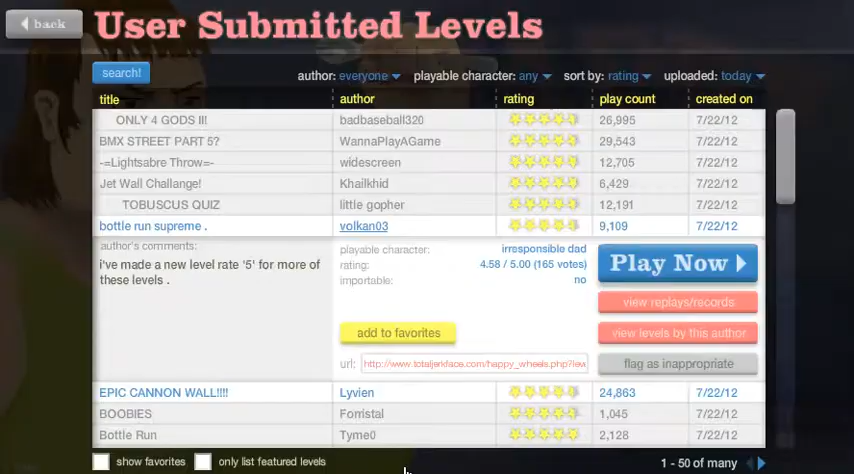 back
User Submitted Levels
search!
author: everyone playable character: any sort by: rating uploaded: today
title author rating play count created on
ONLY 4 GODS II! badbaseball320 26,995 7/22/12
BMX STREET PART 5? WannaPlayAGame 29,543 7/22/12
-=Lightsabre Throw=- widescreen 12,705 7/22/12
Jet Wall Challange! Khailkhid 6,429 7/22/12
TOBUSCUS QUIZ little gopher 12,191 7/22/12
bottle run supreme . volkan03 9,109 7/22/12
author's comments:
i've made a new level rate '5' for more of
these levels .
playable character: irresponsible dad
rating: 4.58 / 5.00 (165 votes)
importable: no
add to favorites
url: http://www.totaljerkface.com/happy_wheels.php?lev
Play Now
view replays/records
view levels by this author
flag as inappropriate
EPIC CANNON WALL!!!! Lyvien 24,863 7/22/12
BOOBIES Forristal 1,045 7/22/12
Bottle Run Tyme0 2,128 7/22/12
show favorites only list featured levels 1 - 50 of many